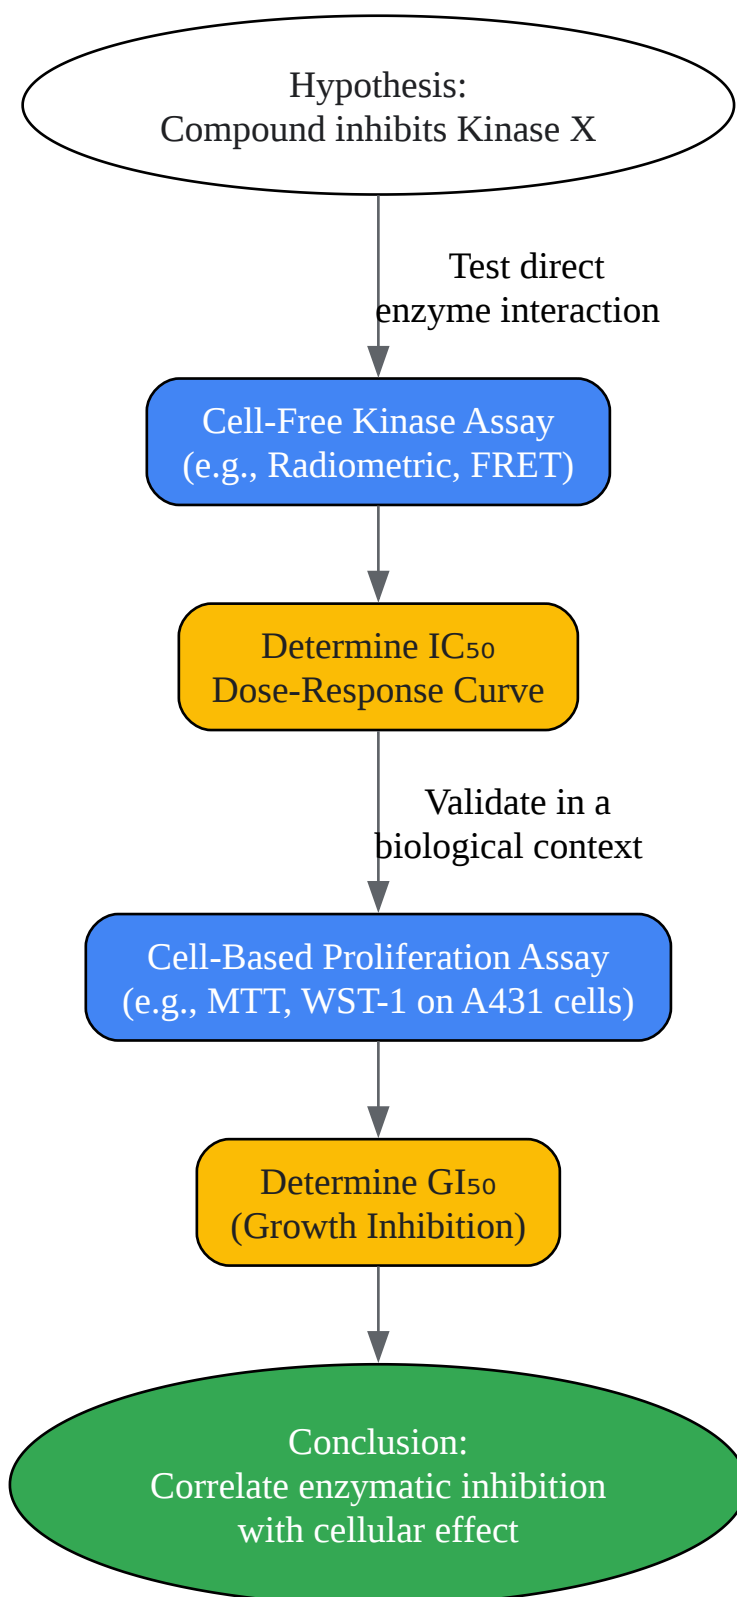 Hypothesis:
Compound inhibits Kinase X
Test direct
enzyme interaction
Cell-Free Kinase Assay
(e.g., Radiometric, FRET)
Determine IC₅₀
Dose-Response Curve
Validate in a
biological context
Cell-Based Proliferation Assay
(e.g., MTT, WST-1 on A431 cells)
Determine GI₅₀
(Growth Inhibition)
Conclusion:
Correlate enzymatic inhibition
with cellular effect